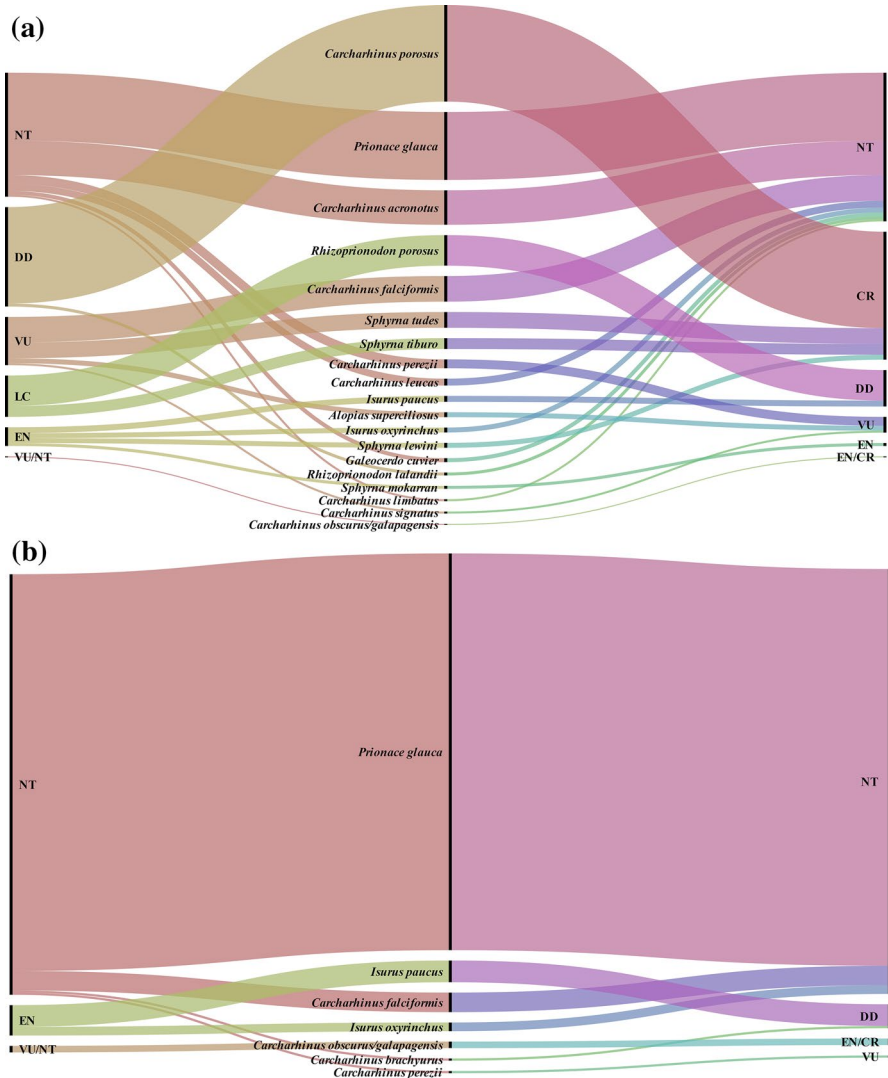 (a)
NT
DD
VU
LC
EN
VU/NT
Carcharhinus porosus
Prionace glauca
Carcharhinus acronotus
Rhizoprionodon porosus
Carcharhinus falciformis
Sphyrna tudes
Sphyrna tiburo
Carcharhinus perezii
Carcharhinus leucas
Isurus paucus
Alopias superciliosus
Isurus oxyrinchus
Sphyrna lewini
Galeocerdo cuvier
Rhizoprionodon lalandii
Sphyrna mokarran
Carcharhinus limbatus
Carcharhinus signatus
Carcharhinus obscurus/galapagensis
NT
CR
DD
VU
EN
EN/CR
(b)
NT
EN
VU/NT
Prionace glauca
Isurus paucus
Carcharhinus falciformis
Isurus oxyrinchus
Carcharhinus obscurus/galapagensis
Carcharhinus brachyurus
Carcharhinus perezii
NT
DD
EN/CR
VU